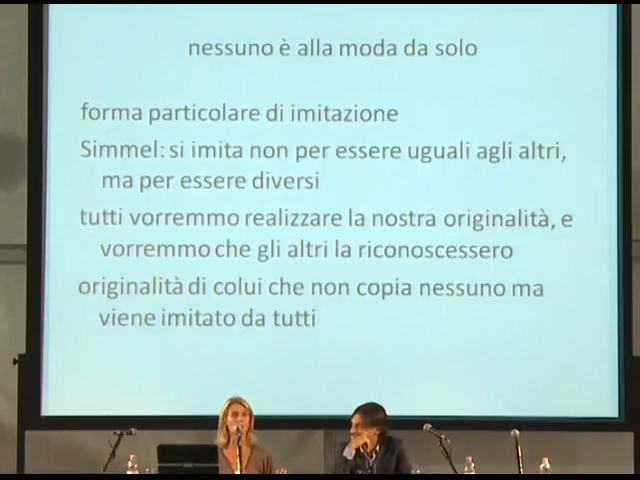 nessuno è alla moda da solo
forma particolare di imitazione
Simmel: si imita non per essere uguali agli altri,
ma per essere diversi
tutti vorremmo realizzare la nostra originalità, e
vorremmo che gli altri la riconoscessero
originalità di colui che non copia nessuno ma
viene imitato da tutti